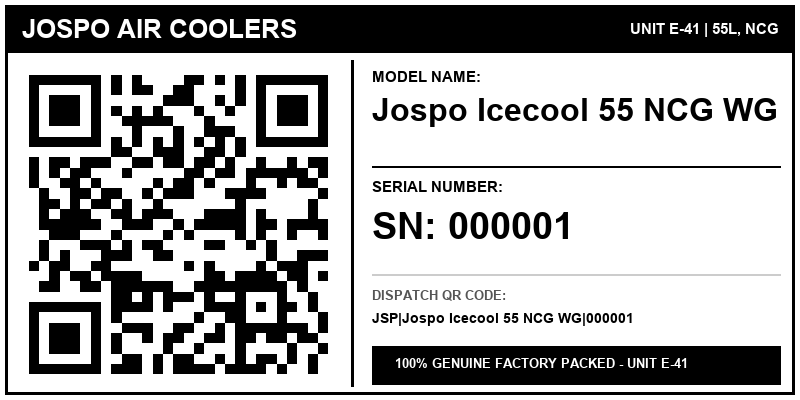 JOSPO AIR COOLERS
UNIT E-41 | 55L, NCG
MODEL NAME:
Jospo Icecool 55 NCG WG
SERIAL NUMBER:
SN: 000001
DISPATCH QR CODE:
JSP|Jospo Icecool 55 NCG WG|000001
100% GENUINE FACTORY PACKED - UNIT E-41